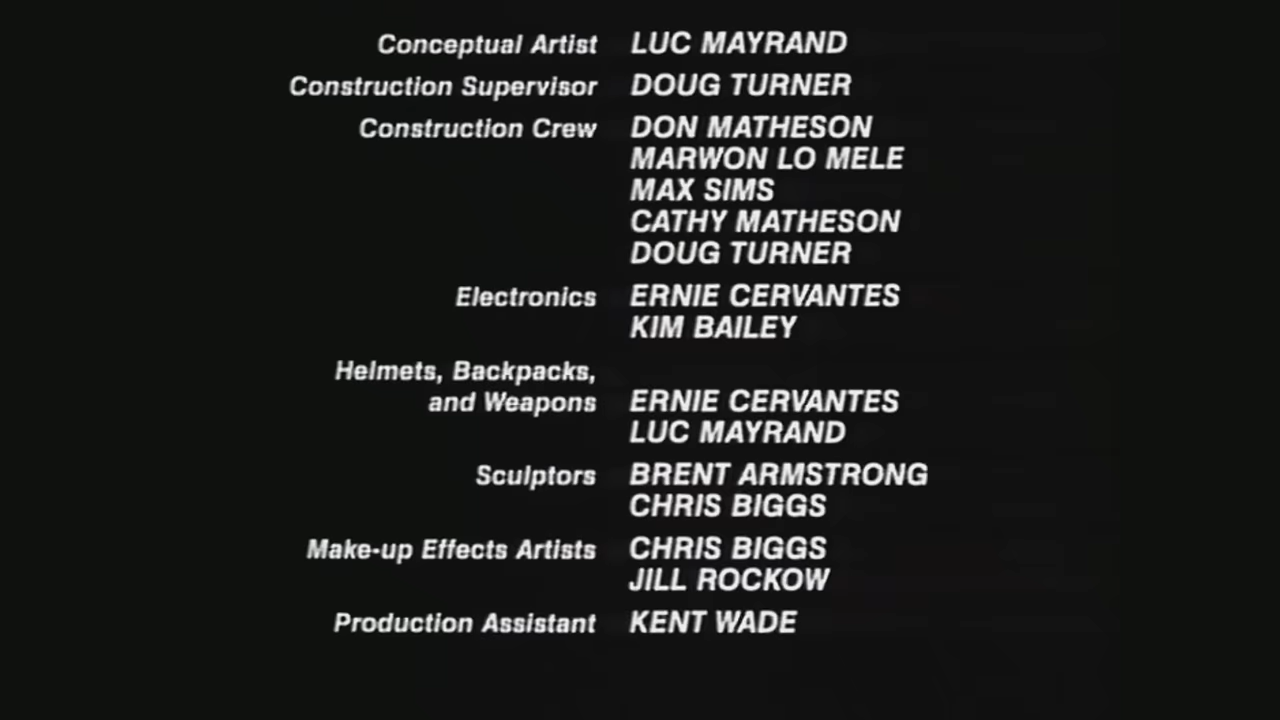 Conceptual Artist LUC MAYRAND
Construction Supervisor DOUG TURNER
Construction Crew DON MATHESON
MARWON LO MELE
MAX SIMS
CATHY MATHESON
DOUG TURNER
Electronics ERNIE CERVANTES
KIM BAILEY
Helmets, Backpacks,
and Weapons ERNIE CERVANTES
LUC MAYRAND
Sculptors BRENT ARMSTRONG
CHRIS BIGGS
Make-up Effects Artists CHRIS BIGGS
JILL ROCKOW
Production Assistant KENT WADE